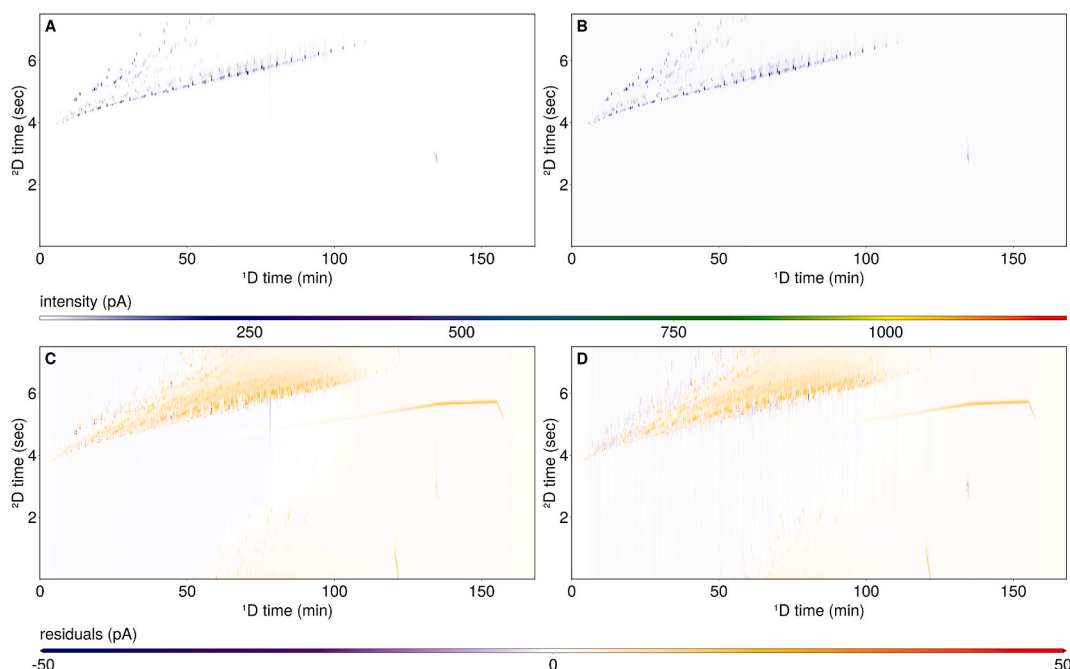 A
B
²D time (sec)
6
4
2
0 50 100 150
¹D time (min)
²D time (sec)
6
4
2
0 50 100 150
¹D time (min)
intensity (pA)
250 500 750 1000
C
D
²D time (sec)
6
4
2
0 50 100 150
¹D time (min)
²D time (sec)
6
4
2
0 50 100 150
¹D time (min)
residuals (pA)
-50 0 50